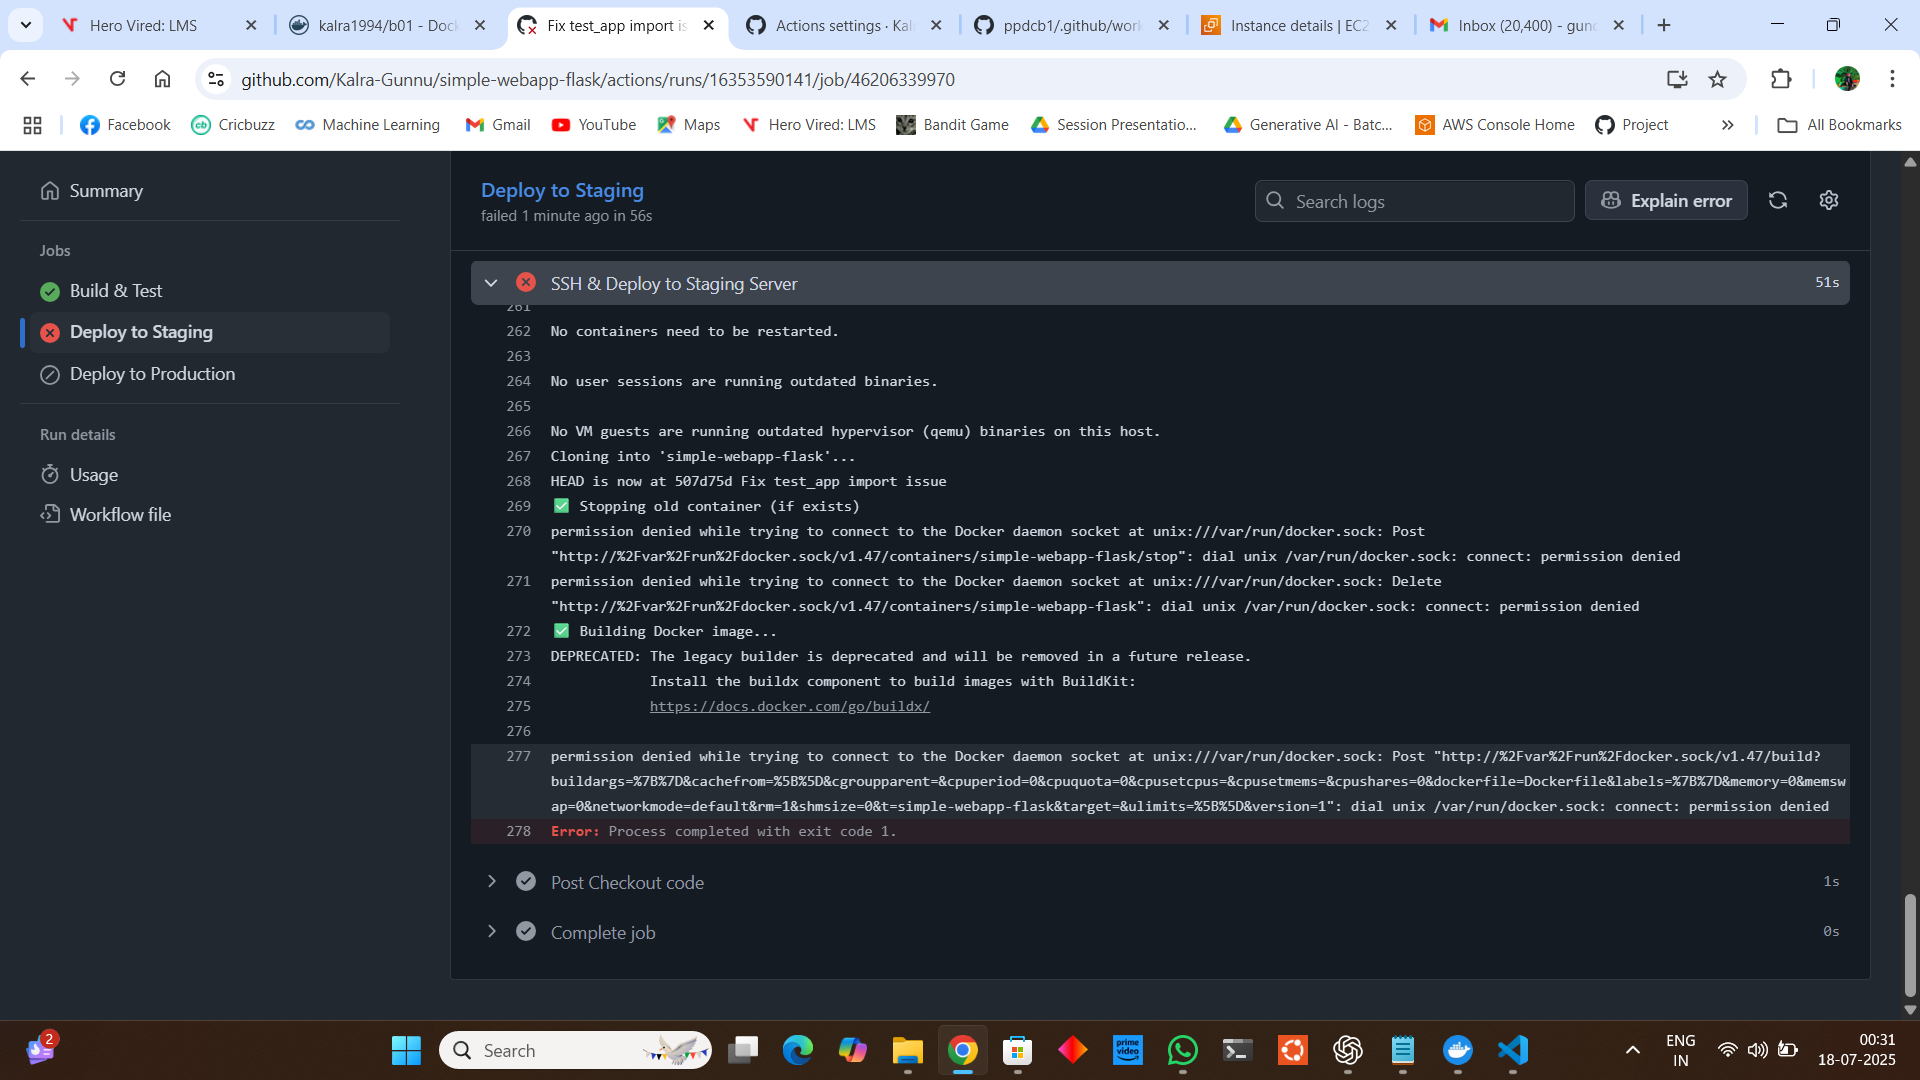 Hero Vired: LMS
kalra1994/b01 - Dock
Fix test_app import is
Actions settings · Kal
ppdcb1/.github/work
Instance details | EC2
Inbox (20,400) - gunn
github.com/Kalra-Gunnu/simple-webapp-flask/actions/runs/16353590141/job/46206339970
Facebook
Cricbuzz
Machine Learning
Gmail
YouTube
Maps
Hero Vired: LMS
Bandit Game
Session Presentatio...
Generative AI - Batc...
AWS Console Home
Project
All Bookmarks
Summary
Jobs
Build & Test
Deploy to Staging
Deploy to Production
Run details
Usage
Workflow file
Deploy to Staging
failed 1 minute ago in 56s
Search logs
Explain error
SSH & Deploy to Staging Server
51s
261
262 No containers need to be restarted.
263
264 No user sessions are running outdated binaries.
265
266 No VM guests are running outdated hypervisor (qemu) binaries on this host.
267 Cloning into 'simple-webapp-flask'...
268 HEAD is now at 507d75d Fix test_app import issue
269 ✅ Stopping old container (if exists)
270 permission denied while trying to connect to the Docker daemon socket at unix:///var/run/docker.sock: Post
"http://%2Fvar%2Frun%2Fdocker.sock/v1.47/containers/simple-webapp-flask/stop": dial unix /var/run/docker.sock: connect: permission denied
271 permission denied while trying to connect to the Docker daemon socket at unix:///var/run/docker.sock: Delete
"http://%2Fvar%2Frun%2Fdocker.sock/v1.47/containers/simple-webapp-flask": dial unix /var/run/docker.sock: connect: permission denied
272 ✅ Building Docker image...
273 DEPRECATED: The legacy builder is deprecated and will be removed in a future release.
274 Install the buildx component to build images with BuildKit:
275 https://docs.docker.com/go/buildx/
276
277 permission denied while trying to connect to the Docker daemon socket at unix:///var/run/docker.sock: Post "http://%2Fvar%2Frun%2Fdocker.sock/v1.47/build?
buildargs=%7B%7D&cachefrom=%5B%5D&cgroupparent=&cpuperiod=0&cpuquota=0&cpusetcpus=&cpusetmems=&cpushares=0&dockerfile=Dockerfile&labels=%7B%7D&memory=0&memsw
ap=0&networkmode=default&rm=1&shmsize=0&t=simple-webapp-flask&target=&ulimits=%5B%5D&version=1": dial unix /var/run/docker.sock: connect: permission denied
278 Error: Process completed with exit code 1.
Post Checkout code
1s
Complete job
0s
2
Search
prime video
ENG
IN
00:31
18-07-2025